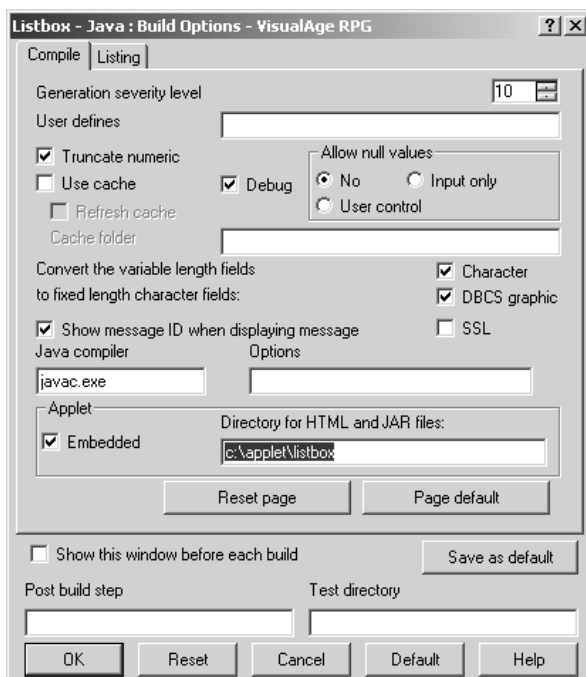 Listbox - Java : Build Options - VisualAge RPG
Compile Listing
Generation severity level 10
User defines
Truncate numeric
Allow null values
Use cache Debug No Input only
Refresh cache User control
Cache folder
Convert the variable length fields Character
to fixed length character fields: DBCS graphic
Show message ID when displaying message SSL
Java compiler Options
javac.exe
Applet
Directory for HTML and JAR files:
Embedded
c:\applet\listbox
Reset page Page default
Show this window before each build Save as default
Post build step Test directory
OK Reset Cancel Default Help